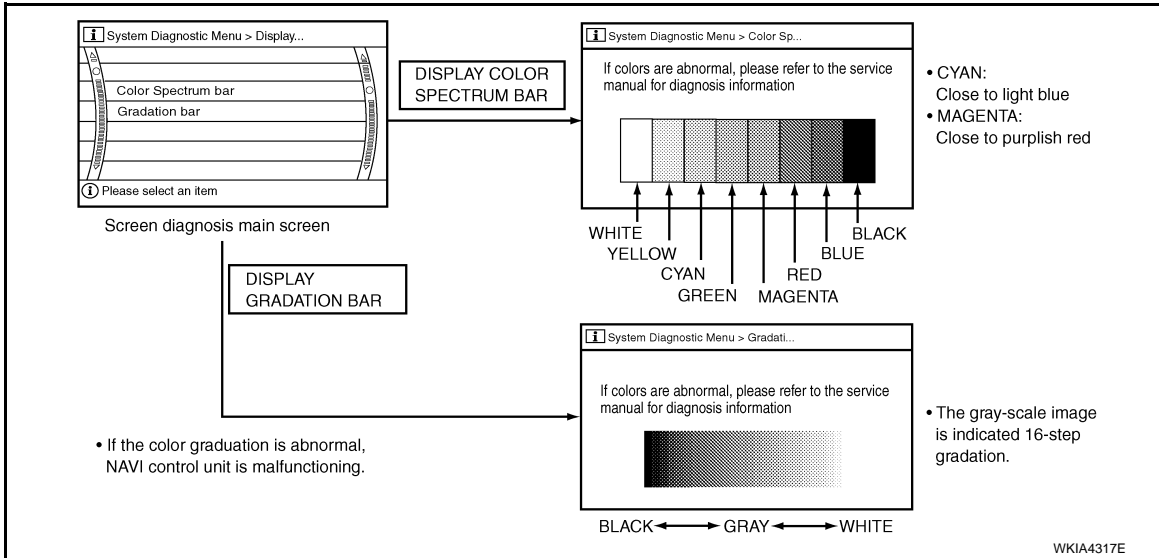 i System Diagnostic Menu > Display...
Color Spectrum bar
Gradation bar
i Please select an item
Screen diagnosis main screen
DISPLAY COLOR
SPECTRUM BAR
i System Diagnostic Menu > Color Sp...
If colors are abnormal, please refer to the service
manual for diagnosis information
WHITE
YELLOW
CYAN
GREEN
MAGENTA
RED
BLUE
BLACK
• CYAN:
Close to light blue
• MAGENTA:
Close to purplish red
DISPLAY
GRADATION BAR
• If the color graduation is abnormal,
NAVI control unit is malfunctioning.
i System Diagnostic Menu > Gradati...
If colors are abnormal, please refer to the service
manual for diagnosis information
BLACK GRAY WHITE
• The gray-scale image
is indicated 16-step
gradation.
WKIA4317E